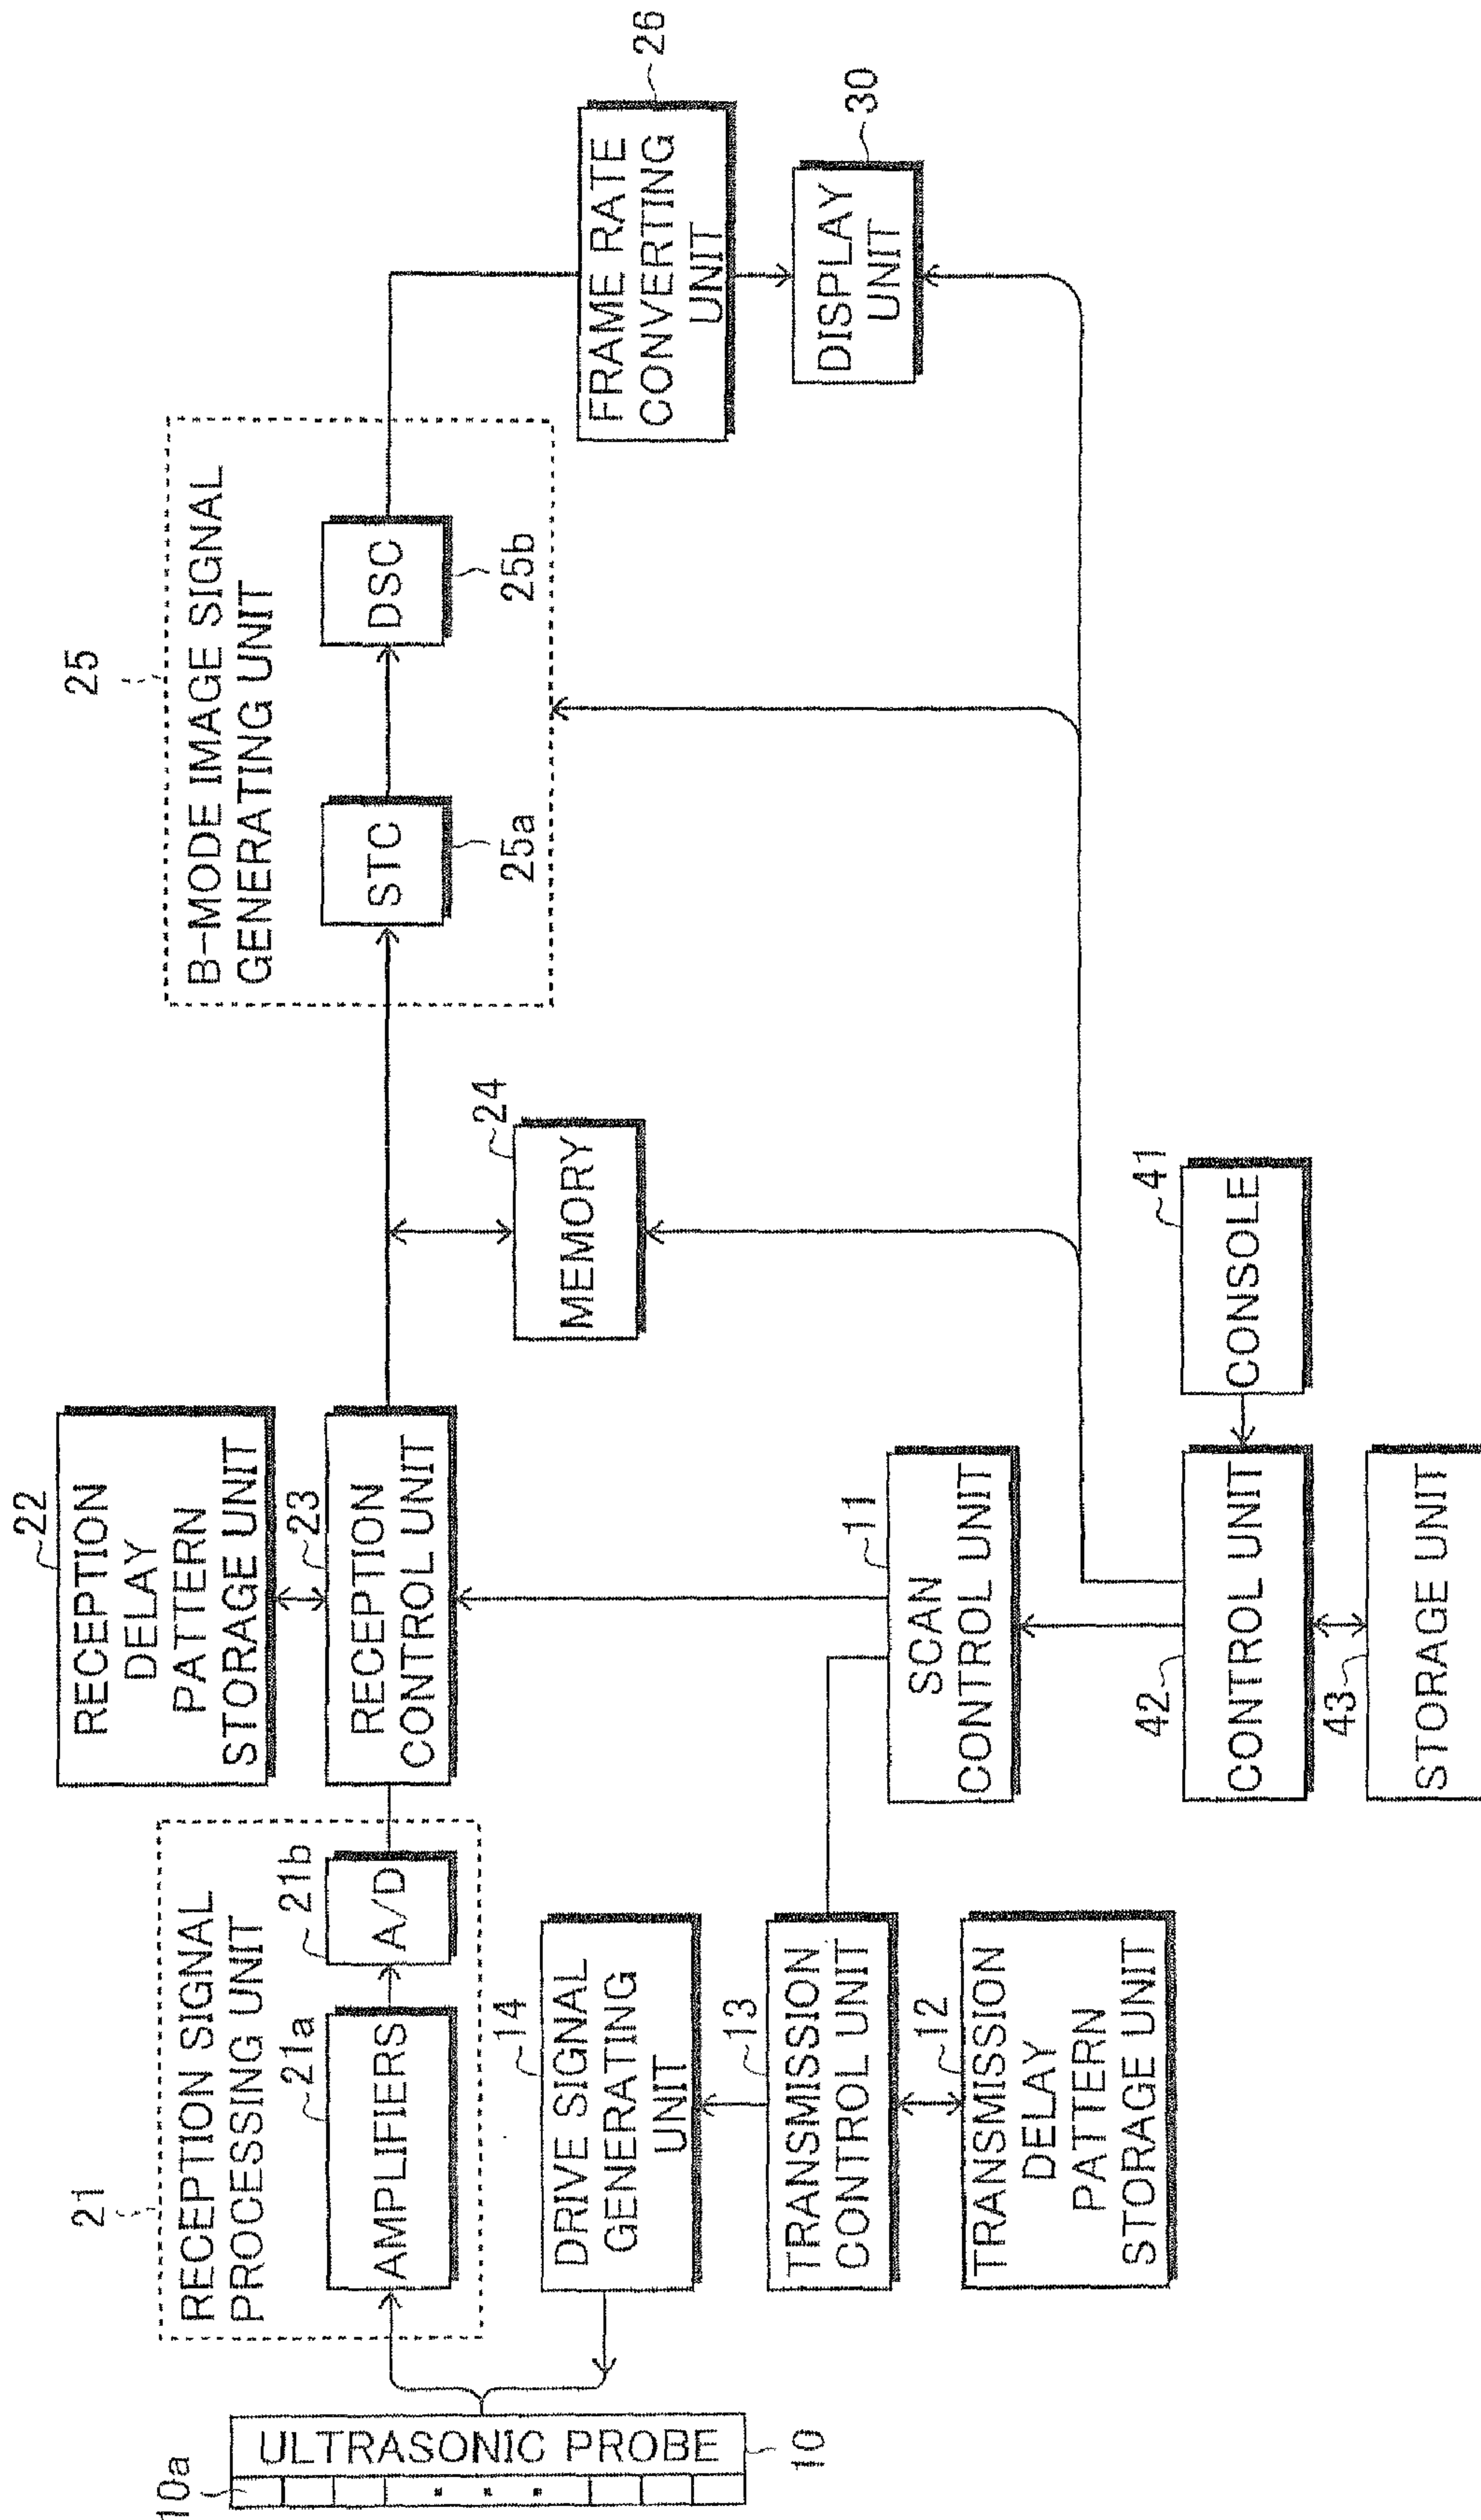 22
RECEPTION
DELAY
PATTERN
STORAGE UNIT
21
RECEPTION SIGNAL
PROCESSING UNIT
21a
AMPLIFIERS
21b
A/D
23
RECEPTION
CONTROL UNIT
25
B-MODE IMAGE SIGNAL
GENERATING UNIT
STC
25a
DSC
25b
10a
ULTRASONIC PROBE
10
14
DRIVE SIGNAL
GENERATING
UNIT
24
MEMORY
26
FRAME RATE
CONVERTING
UNIT
13
TRANSMISSION
CONTROL UNIT
11
SCAN
CONTROL UNIT
30
DISPLAY
UNIT
12
TRANSMISSION
DELAY
PATTERN
STORAGE UNIT
42
CONTROL UNIT
41
CONSOLE
43
STORAGE UNIT